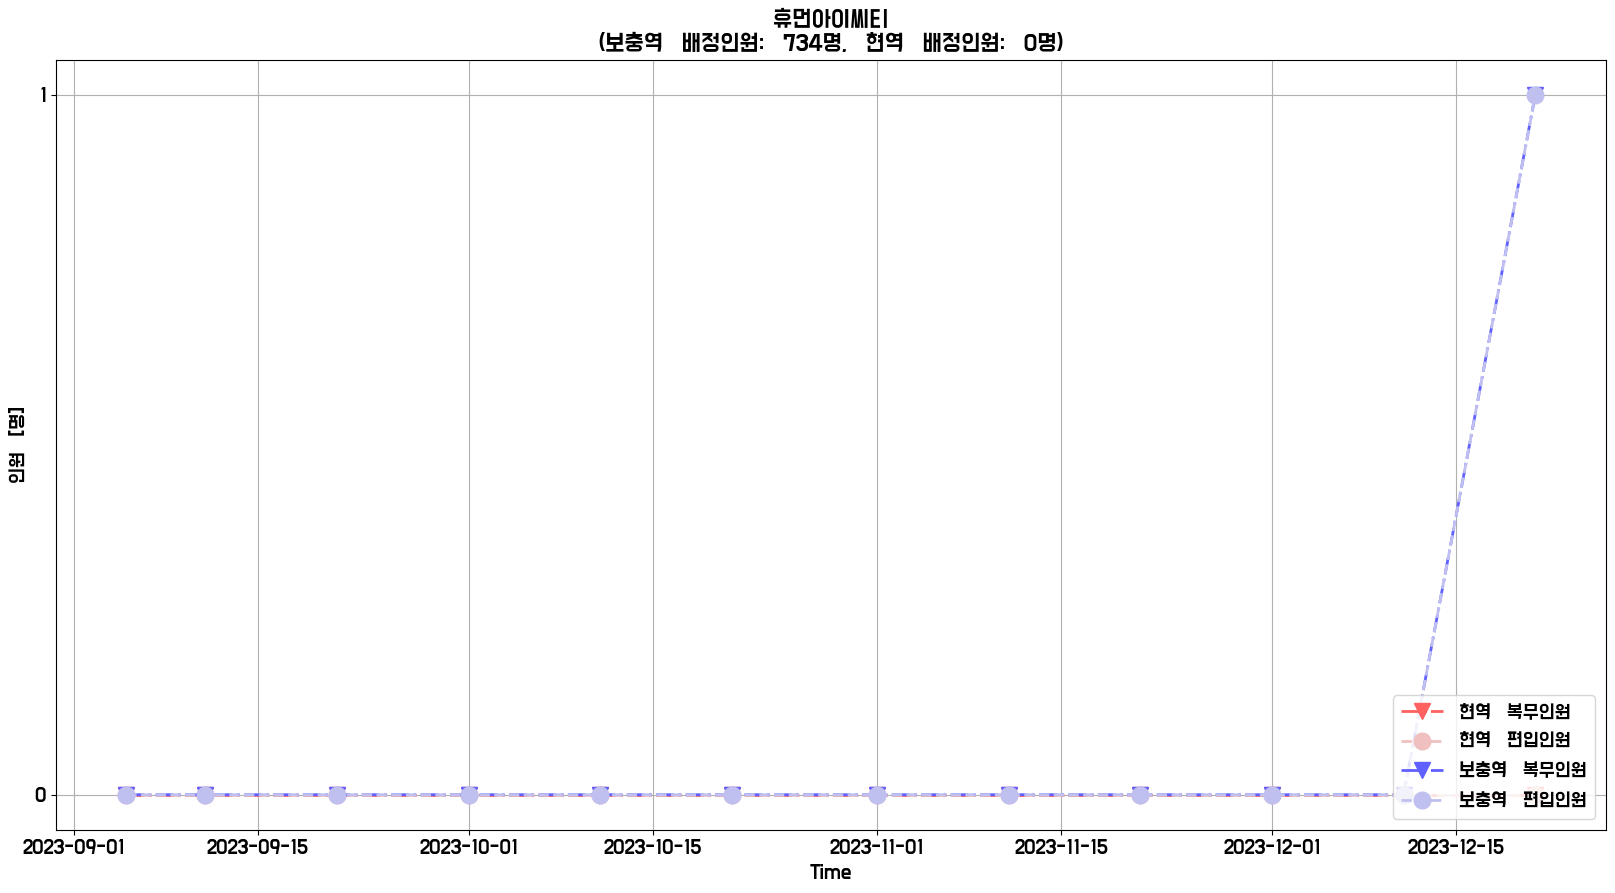 휴먼아이씨티
(보충역 배정인원: 734명, 현역 배정인원: 0명)
1
인원 [명]
0
현역 복무인원
현역 편입인원
보충역 복무인원
보충역 편입인원
2023-09-01 2023-09-15 2023-10-01 2023-10-15 2023-11-01 2023-11-15 2023-12-01 2023-12-15
Time